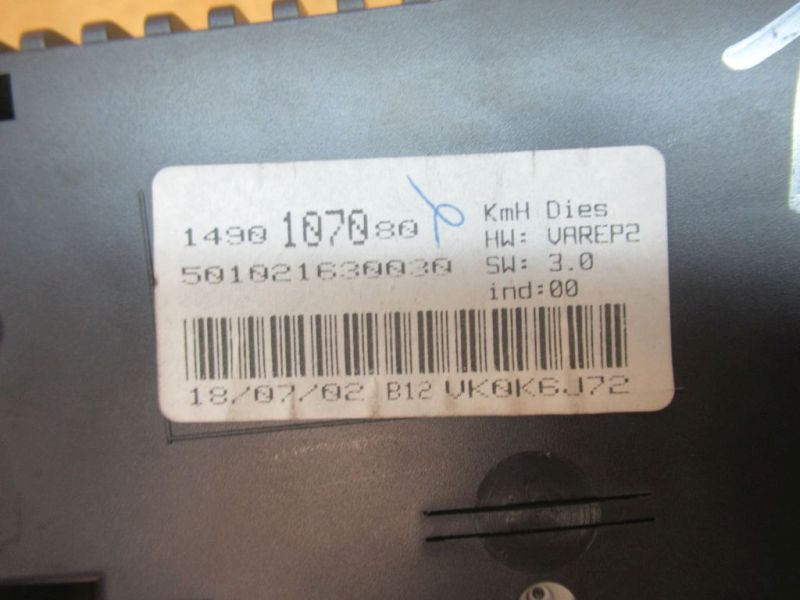 1490 1070 80
501021630030
KmH Dies
HW: VAREP2
SW: 3.0
ind:00
18/07/02 B12 VK0K6J72